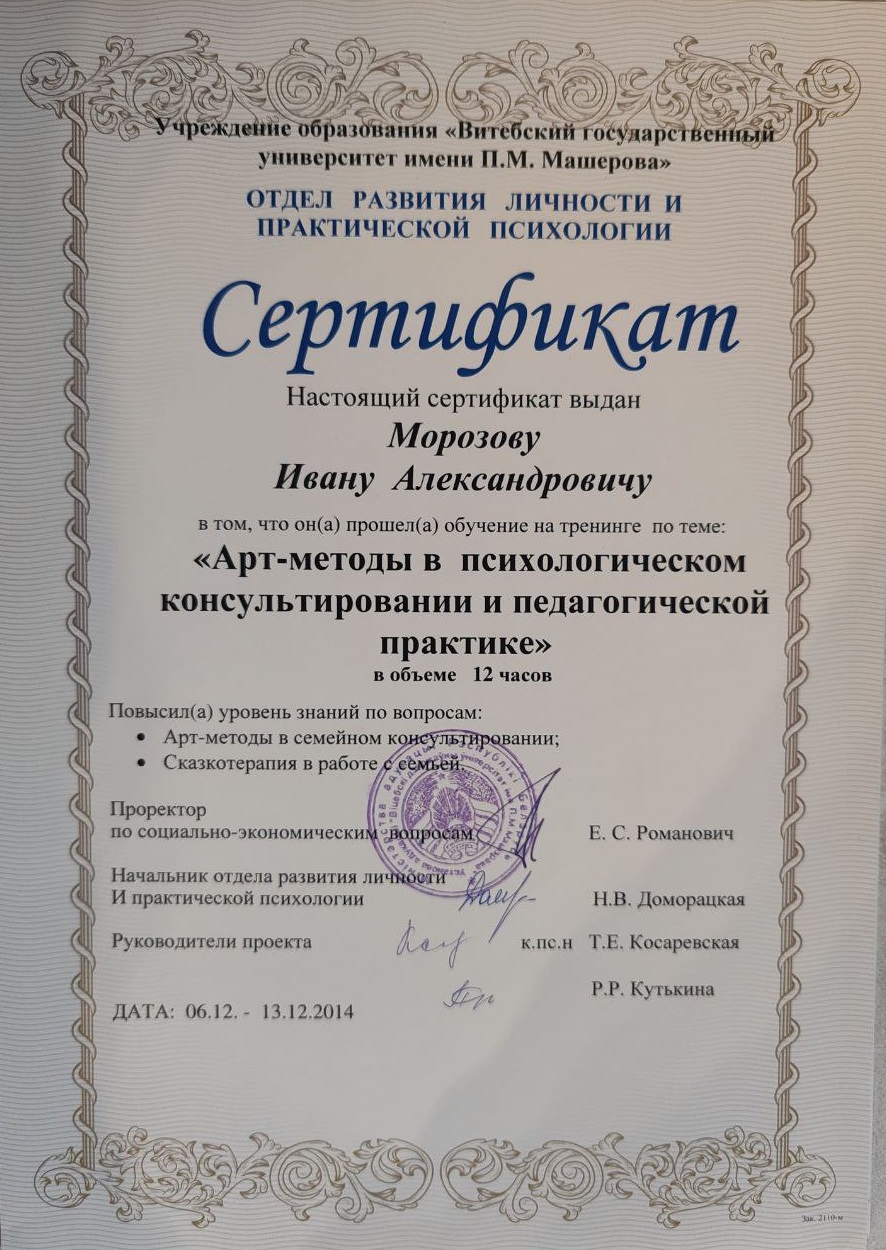 Учреждение образования «Витебский государственный
университет имени П.М. Машерова»
ОТДЕЛ РАЗВИТИЯ ЛИЧНОСТИ И
ПРАКТИЧЕСКОЙ ПСИХОЛОГИИ
Сертификат
Настоящий сертификат выдан
Морозову
Ивану Александровичу
в том, что он(а) прошел(а) обучение на тренинге по теме:
«Арт-методы в психологическом
консультировании и педагогической
практике»
в объеме 12 часов
Повысил(а) уровень знаний по вопросам:
• Арт-методы в семейном консультировании;
• Сказкотерапия в работе с семьей.
Проректор
по социально-экономическим вопросам Е. С. Романович
Начальник отдела развития личности
И практической психологии Н.В. Доморацкая
Руководители проекта к.пс.н Т.Е. Косаревская
Р.Р. Кутькина
ДАТА: 06.12. - 13.12.2014
Зак. 2110-м